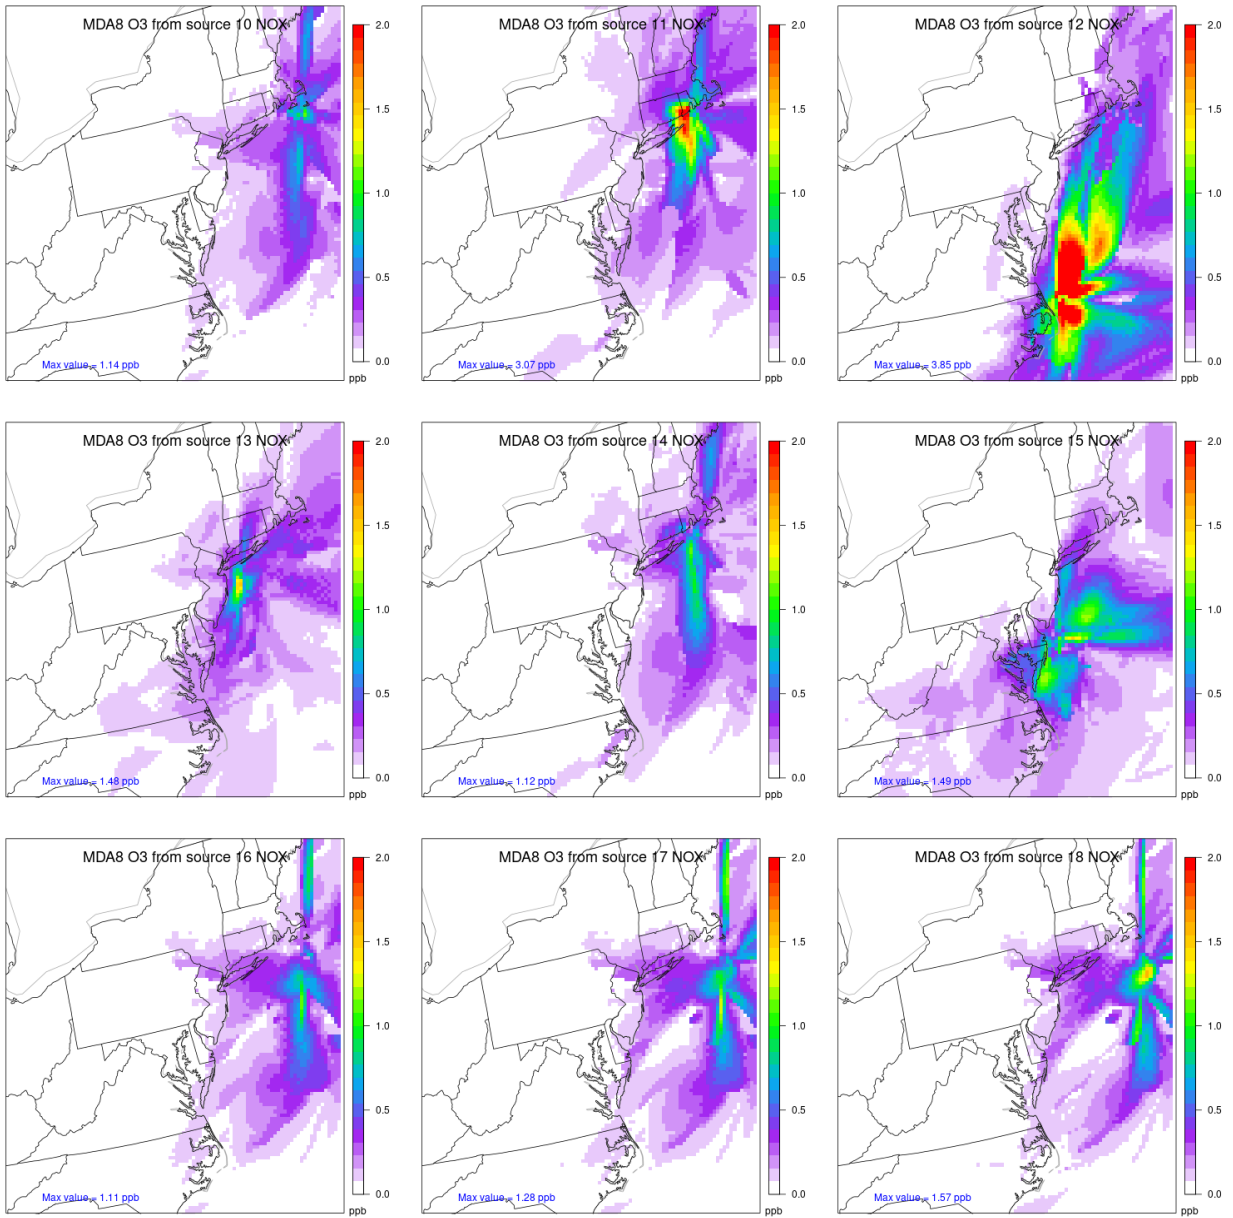 MDA8 O3 from source 10 NOX
2.0
1.5
1.0
0.5
0.0
ppb
Max value = 1.14 ppb
MDA8 O3 from source 11 NOX
2.0
1.5
1.0
0.5
0.0
ppb
Max value = 3.07 ppb
MDA8 O3 from source 12 NOX
2.0
1.5
1.0
0.5
0.0
ppb
Max value = 3.85 ppb
MDA8 O3 from source 13 NOX
2.0
1.5
1.0
0.5
0.0
ppb
Max value = 1.48 ppb
MDA8 O3 from source 14 NOX
2.0
1.5
1.0
0.5
0.0
ppb
Max value = 1.12 ppb
MDA8 O3 from source 15 NOX
2.0
1.5
1.0
0.5
0.0
ppb
Max value = 1.49 ppb
MDA8 O3 from source 16 NOX
2.0
1.5
1.0
0.5
0.0
ppb
Max value = 1.11 ppb
MDA8 O3 from source 17 NOX
2.0
1.5
1.0
0.5
0.0
ppb
Max value = 1.28 ppb
MDA8 O3 from source 18 NOX
2.0
1.5
1.0
0.5
0.0
ppb
Max value = 1.57 ppb